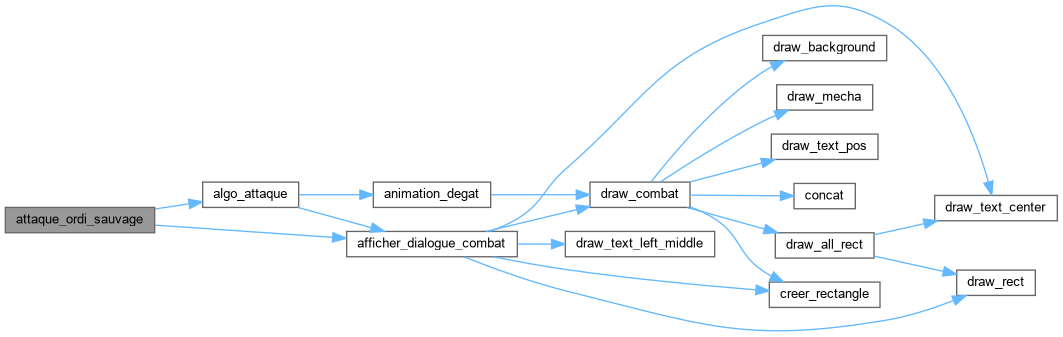 attaque_ordi_sauvage
algo_attaque
afficher_dialogue_combat
animation_degat
draw_combat
draw_text_left_middle
draw_background
draw_mecha
draw_text_pos
concat
draw_all_rect
creer_rectangle
draw_text_center
draw_rect